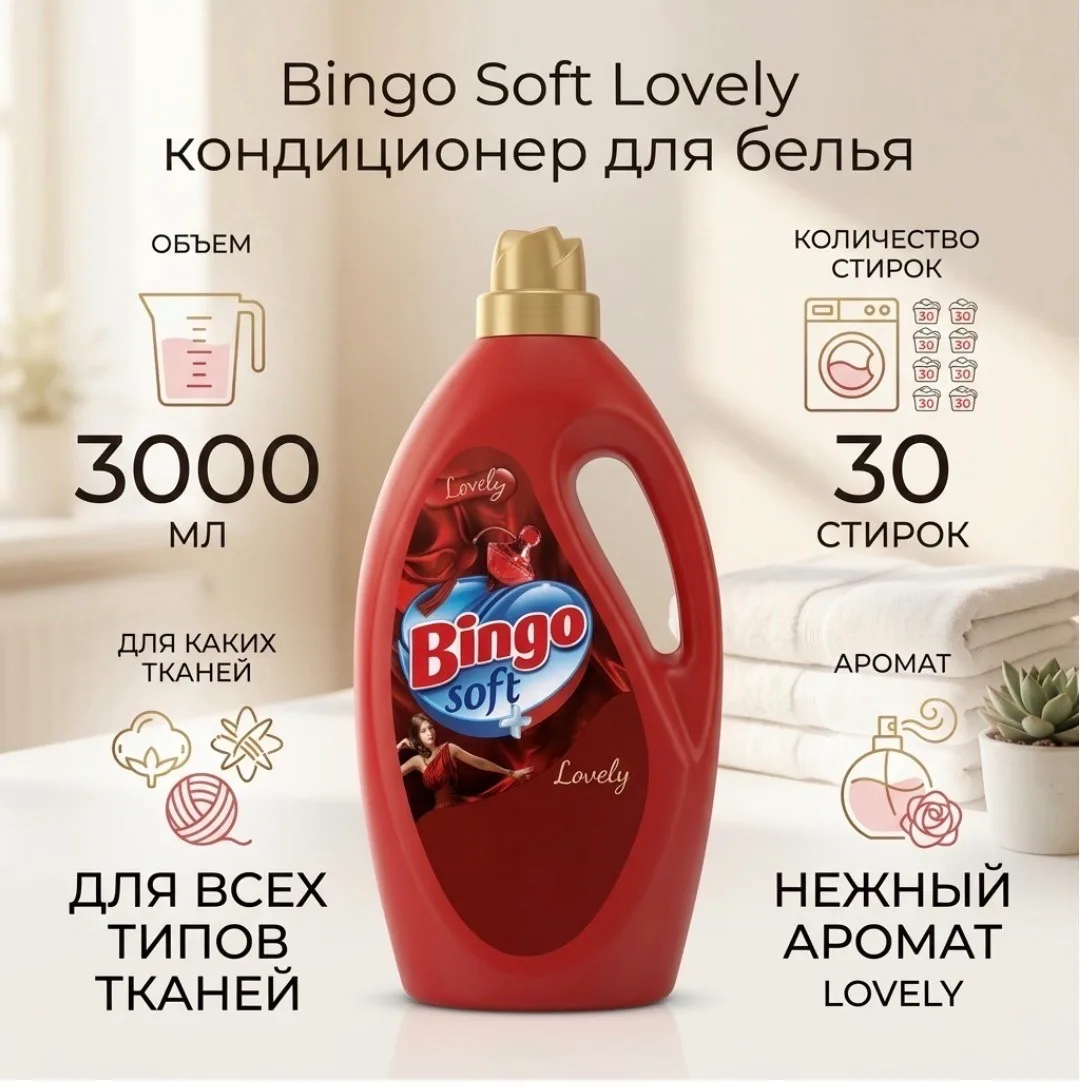 Bingo Soft Lovely
кондиционер для белья
ОБЪЕМ
3000
МЛ
КОЛИЧЕСТВО
СТИРОК
30 30
30 30
30 30
30 30
30
СТИРОК
Lovely
Bingo
soft
+
Lovely
ДЛЯ КАКИХ
ТКАНЕЙ
ДЛЯ ВСЕХ
ТИПОВ
ТКАНЕЙ
АРОМАТ
НЕЖНЫЙ
АРОМАТ
LOVELY